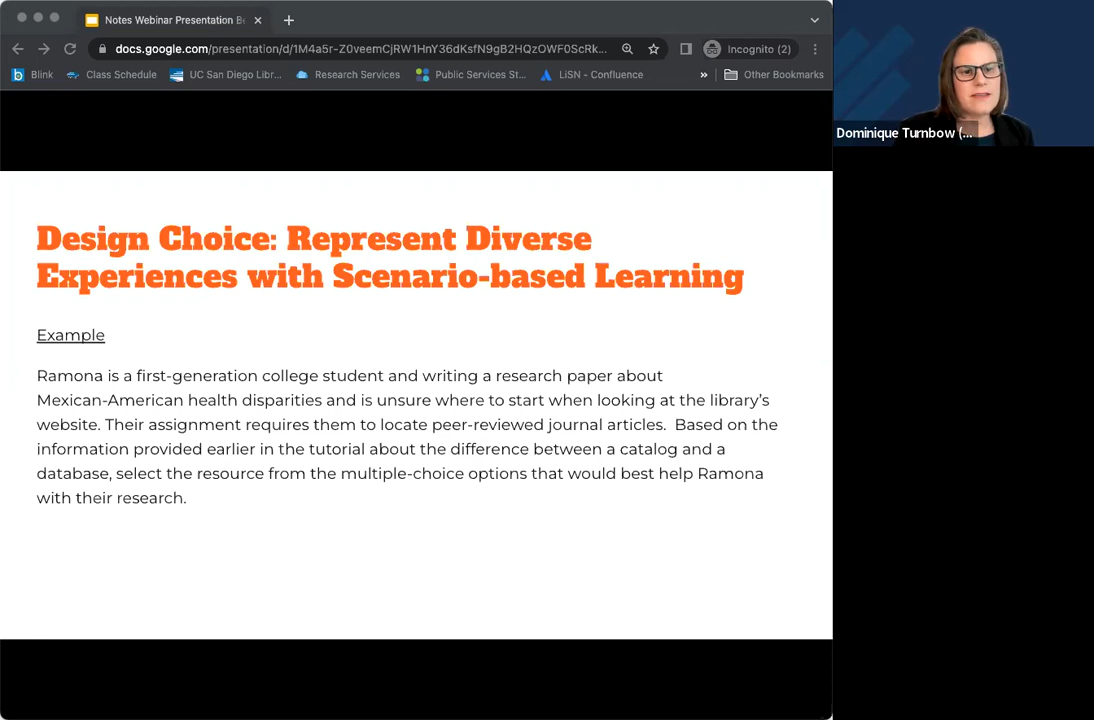 Notes Webinar Presentation Be
docs.google.com/presentation/d/1M4a5r-Z0veemCjRW1HnY36dKsfN9gB2HQzOWF0ScRk...
Incognito (2)
Blink
Class Schedule
UC San Diego Libr...
Research Services
Public Services St...
LiSN - Confluence
»
Other Bookmarks
Dominique Turnbow (...
Design Choice: Represent Diverse
Experiences with Scenario-based Learning
Example
Ramona is a first-generation college student and writing a research paper about
Mexican-American health disparities and is unsure where to start when looking at the library’s
website. Their assignment requires them to locate peer-reviewed journal articles.  Based on the
information provided earlier in the tutorial about the difference between a catalog and a
database, select the resource from the multiple-choice options that would best help Ramona
with their research.